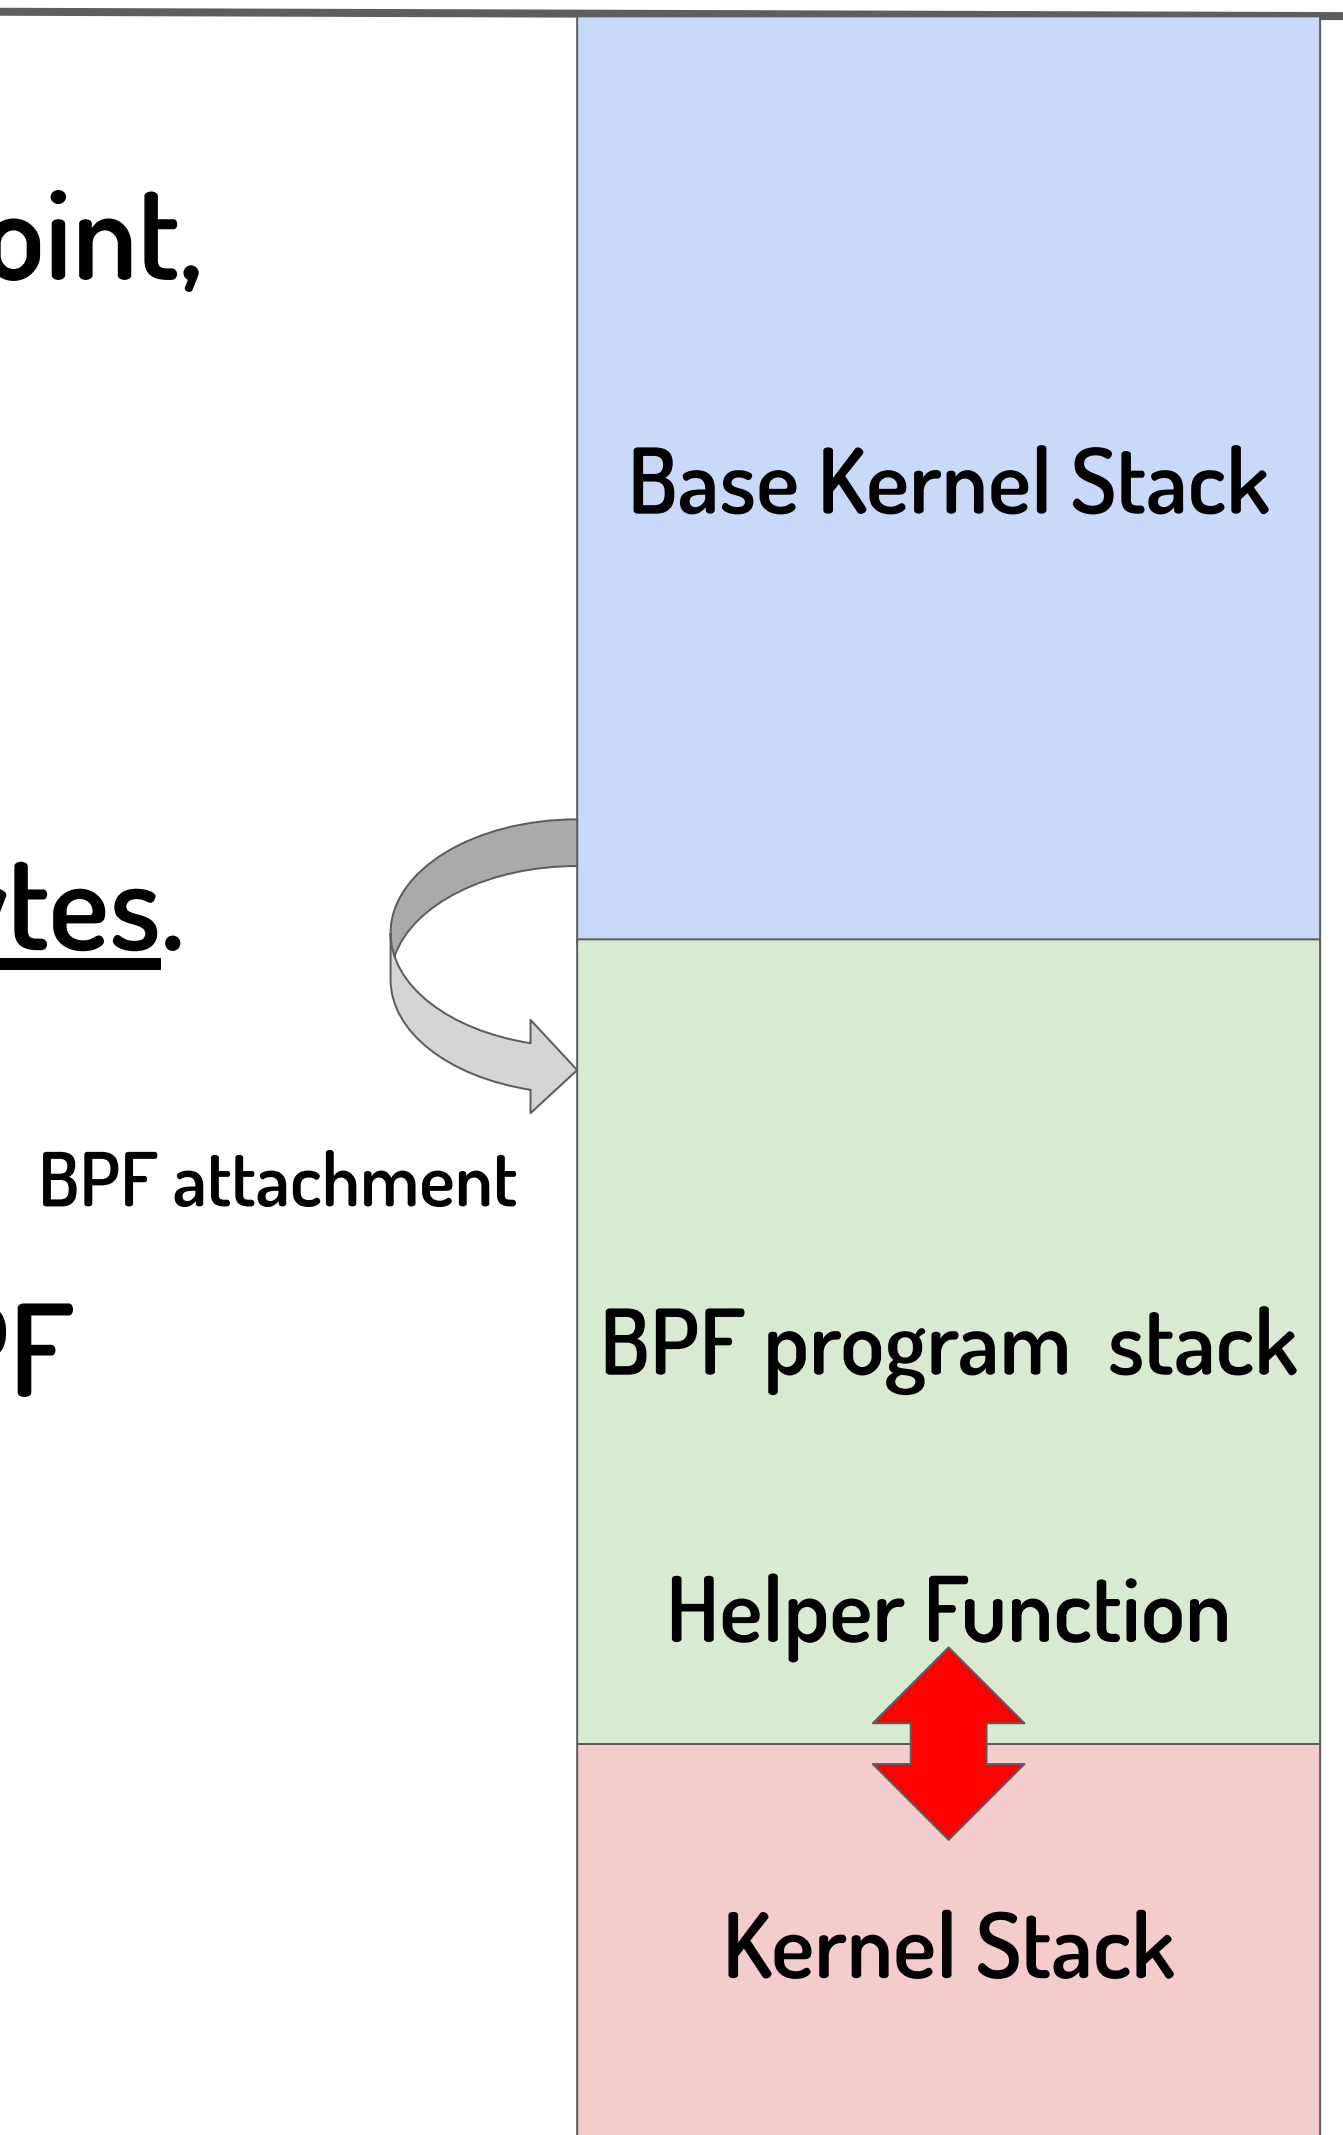 oint,
Base Kernel Stack
ytes.
BPF attachment
PF
BPF program stack
Helper Function
Kernel Stack